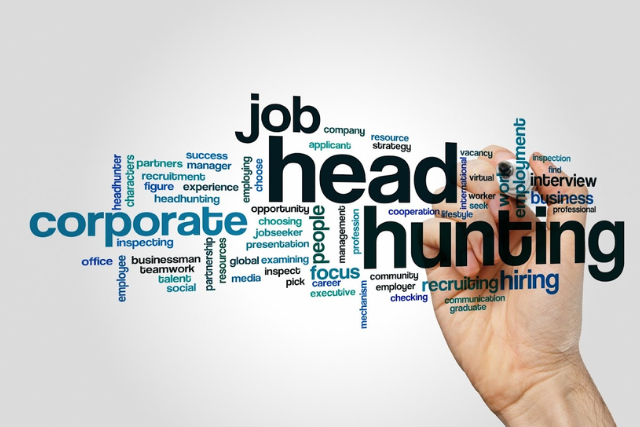 job
company
resource
strategy
applicant
head
vacancy
employment
inspection
find
interview
headhunter
characters
partners
success
manager
recruitment
figure
experience
headhunting
employing
choose
international
virtual
worker
seek
work
business
professional
corporate
opportunity
choosing
jobseeker
presentation
people
management
profession
cooperation
lifestyle
hunting
inspecting
office
employee
businessman
teamwork
talent
social
partnership
resources
global
examining
media
inspect
pick
focus
career
executive
mechanism
community
employer
checking
recruiting
hiring
communication
graduate